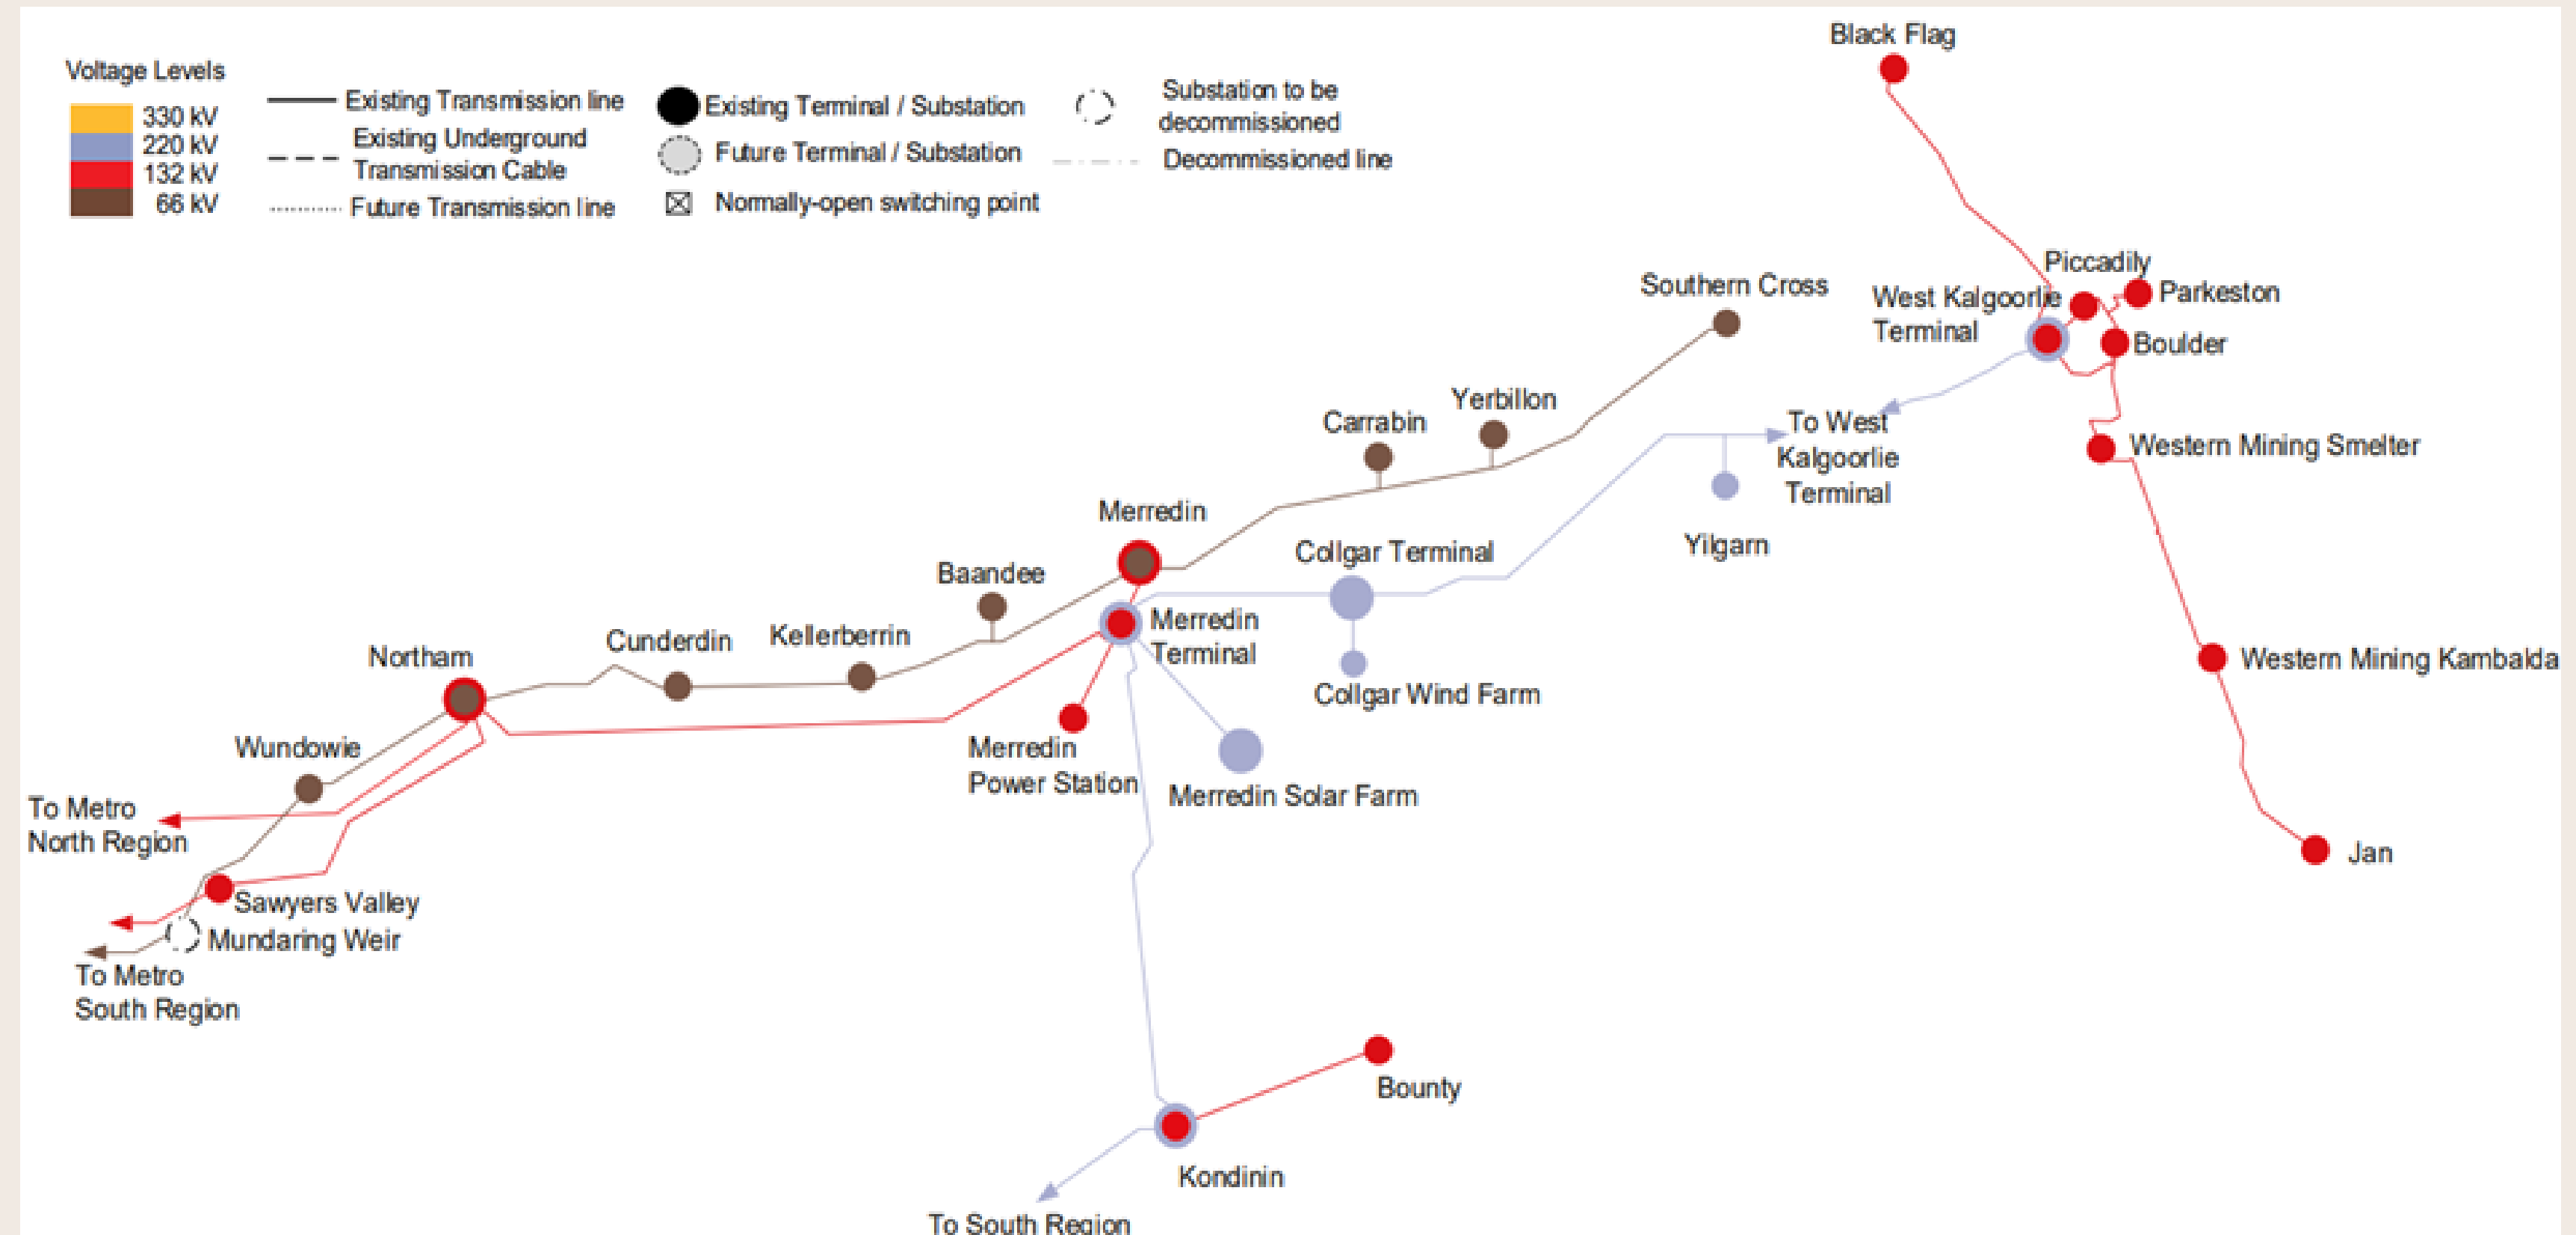 Voltage Levels
330 kV
220 kV
132 kV
66 kV
Existing Transmission line
Existing Underground
Transmission Cable
Future Transmission line
Existing Terminal / Substation
Future Terminal / Substation
Normally-open switching point
Substation to be
decommissioned
Decommissioned line
Black Flag
Piccadily
West Kalgoorlie
Terminal
Parkeston
Boulder
Southern Cross
To West
Kalgoorlie
Terminal
Western Mining Smelter
Yerbillon
Carrabin
Yilgarn
Merredin
Collgar Terminal
Baandee
Merredin
Terminal
Kellerberrin
Cunderdin
Northam
Collgar Wind Farm
Western Mining Kambalda
Wundowie
Merredin
Power Station
Merredin Solar Farm
To Metro
North Region
Jan
Sawyers Valley
Mundaring Weir
To Metro
South Region
Bounty
Kondinin
To South Region